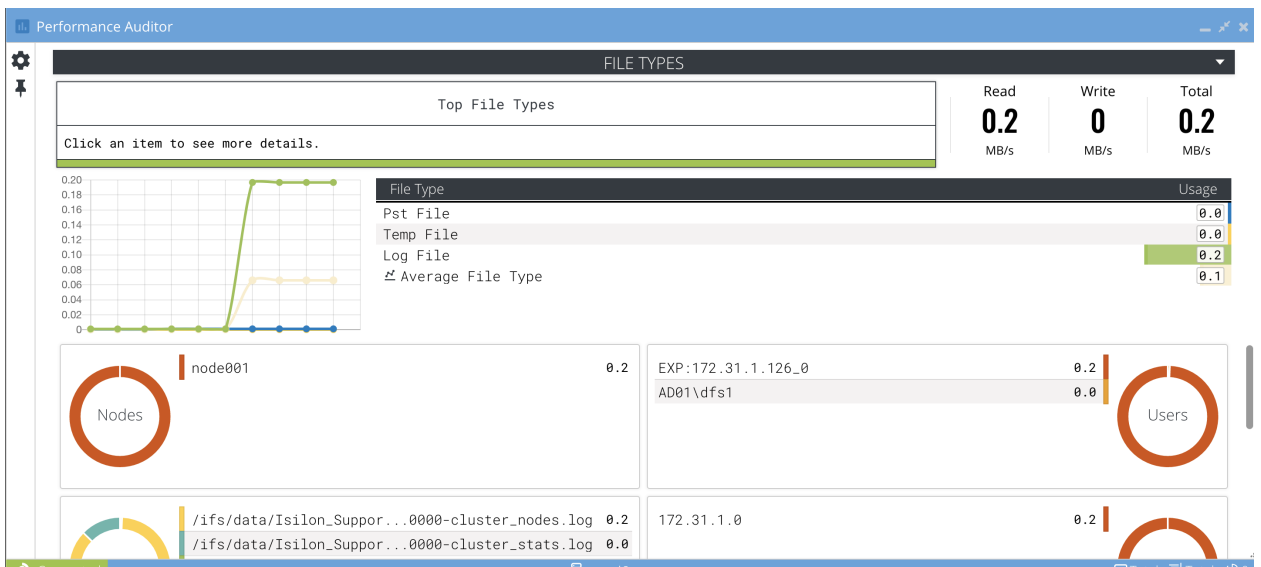 Performance Auditor
FILE TYPES
Top File Types
Click an item to see more details.
Read
0.2
MB/s
Write
0
MB/s
Total
0.2
MB/s
0.20
0.18
0.16
0.14
0.12
0.10
0.08
0.06
0.04
0.02
0
File Type Usage
Pst File 0.0
Temp File 0.0
Log File 0.2
Average File Type 0.1
Nodes
node001 0.2
EXP:172.31.1.126_0 0.2
AD01\dfs1 0.0
Users
/ifs/data/Isilon_Suppor...0000-cluster_nodes.log 0.2
/ifs/data/Isilon_Suppor...0000-cluster_stats.log 0.0
172.31.1.0 0.2